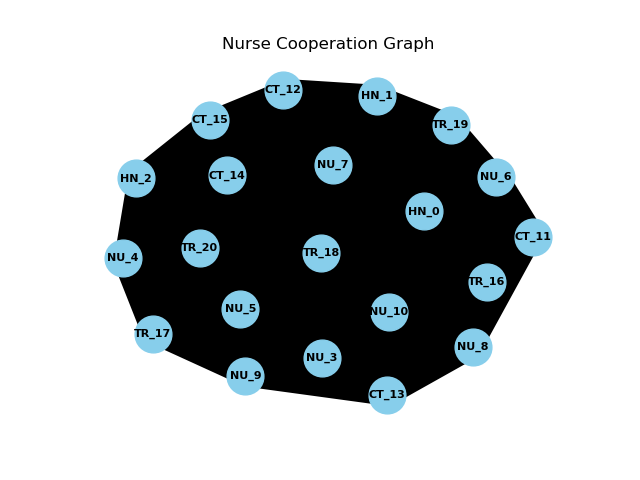 Nurse Cooperation Graph
CT_12
HN_1
CT_15
TR_19
NU_7
CT_14
HN_2
NU_6
HN_0
CT_11
TR_20
TR_18
NU_4
TR_16
NU_5
NU_10
TR_17
NU_8
NU_3
NU_9
CT_13